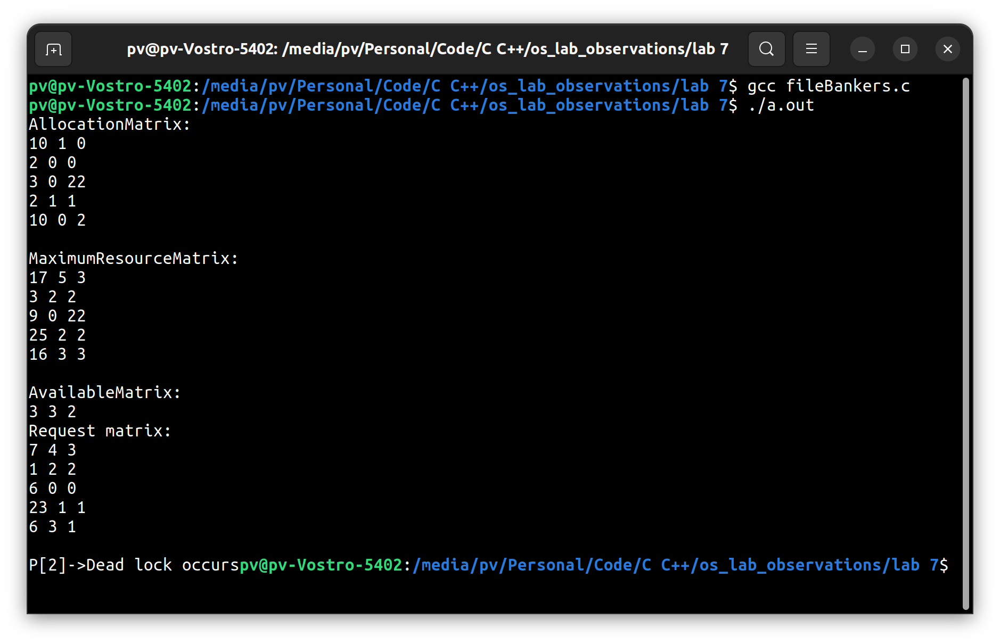 pv@pv-Vostro-5402: /media/pv/Personal/Code/C C++/os_lab_observations/lab 7
pv@pv-Vostro-5402:/media/pv/Personal/Code/C C++/os_lab_observations/lab 7$ gcc fileBankers.c
pv@pv-Vostro-5402:/media/pv/Personal/Code/C C++/os_lab_observations/lab 7$ ./a.out
AllocationMatrix:
10 1 0
2 0 0
3 0 22
2 1 1
10 0 2
MaximumResourceMatrix:
17 5 3
3 2 2
9 0 22
25 2 2
16 3 3
AvailableMatrix:
3 3 2
Request matrix:
7 4 3
1 2 2
6 0 0
23 1 1
6 3 1
P[2]->Dead lock occurspv@pv-Vostro-5402:/media/pv/Personal/Code/C C++/os_lab_observations/lab 7$